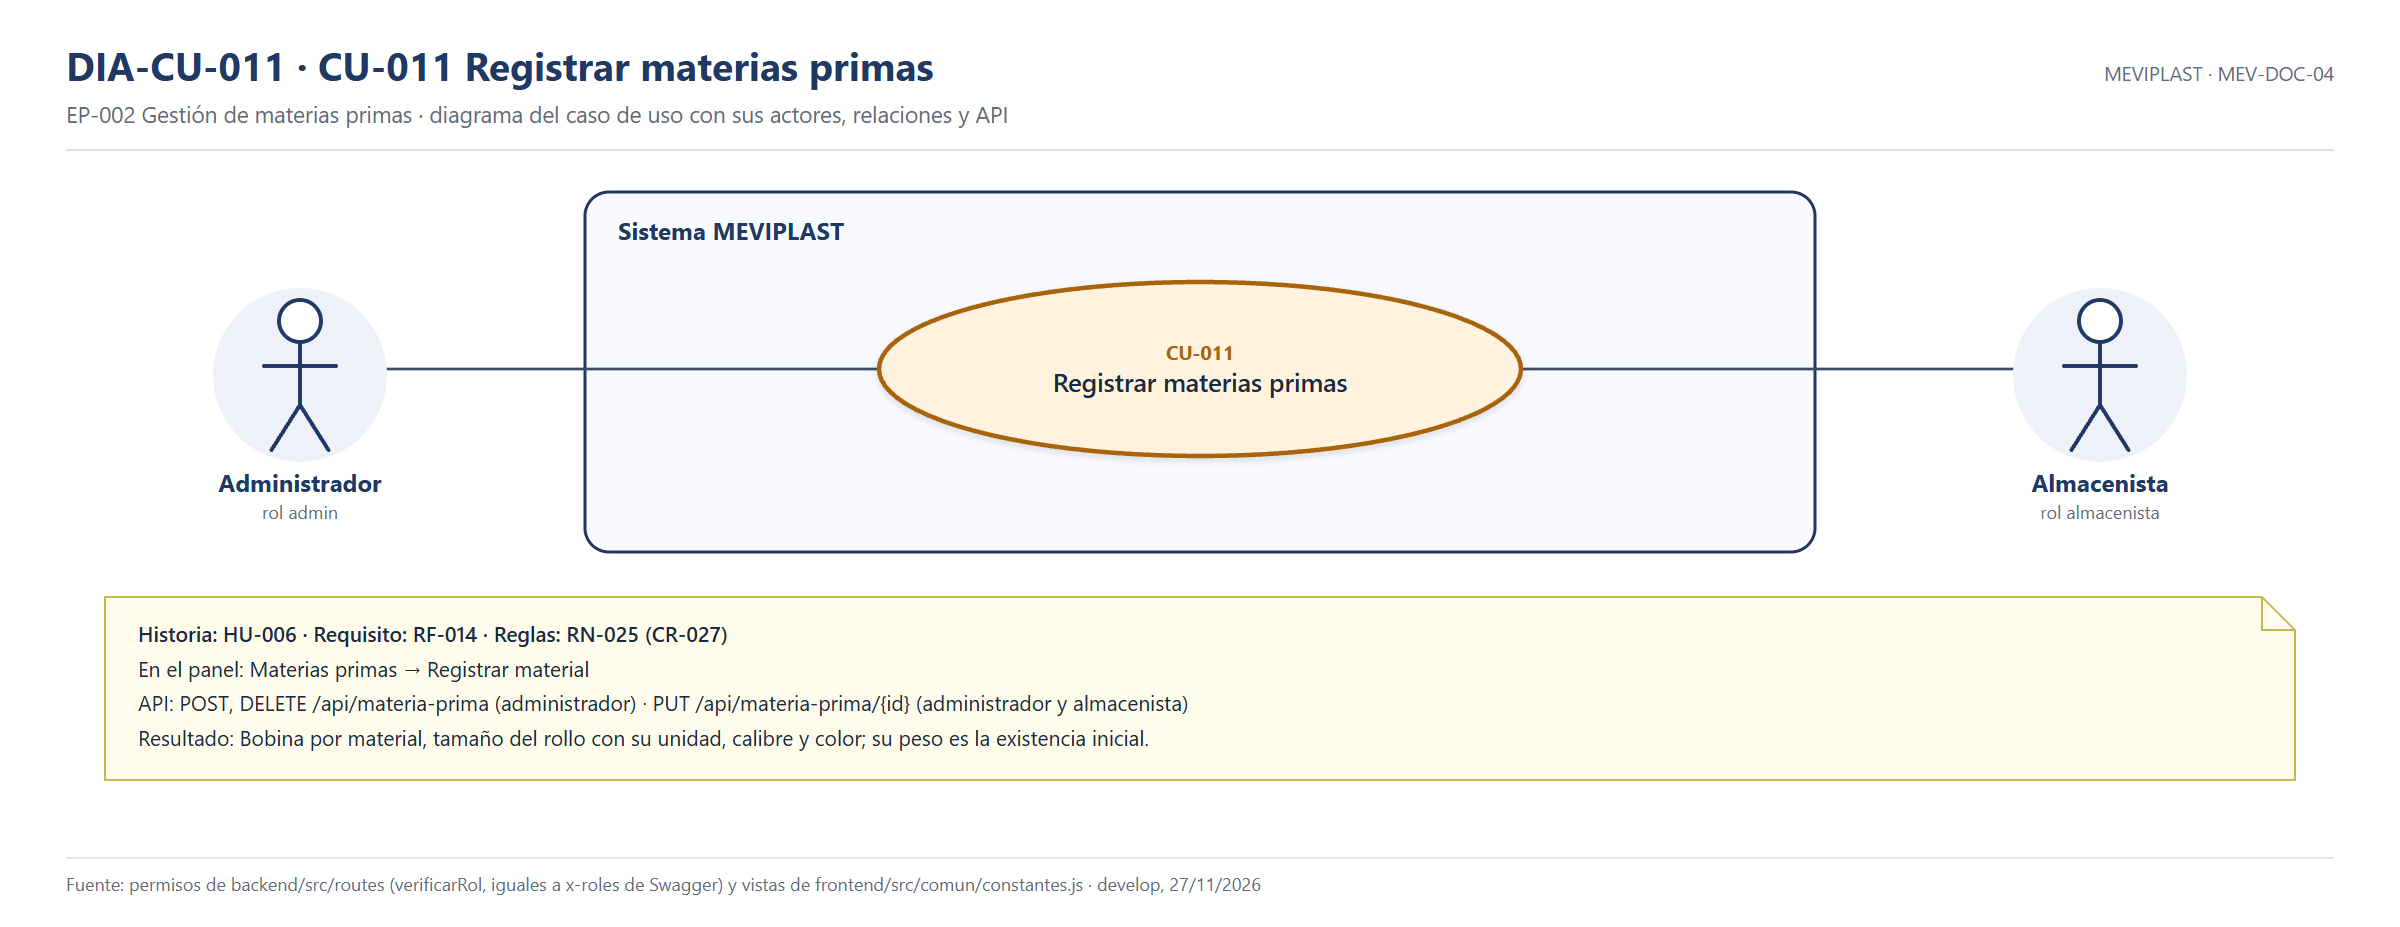 DIA-CU-011 · CU-011 Registrar materias primas
MEVIPLAST · MEV-DOC-04
EP-002 Gestión de materias primas · diagrama del caso de uso con sus actores, relaciones y API
Sistema MEVIPLAST
CU-011
Registrar materias primas
Administrador
rol admin
Almacenista
rol almacenista
Historia: HU-006 · Requisito: RF-014 · Reglas: RN-025 (CR-027)
En el panel: Materias primas → Registrar material
API: POST, DELETE /api/materia-prima (administrador) · PUT /api/materia-prima/{id} (administrador y almacenista)
Resultado: Bobina por material, tamaño del rollo con su unidad, calibre y color; su peso es la existencia inicial.
Fuente: permisos de backend/src/routes (verificarRol, iguales a x-roles de Swagger) y vistas de frontend/src/comun/constantes.js · develop, 27/11/2026